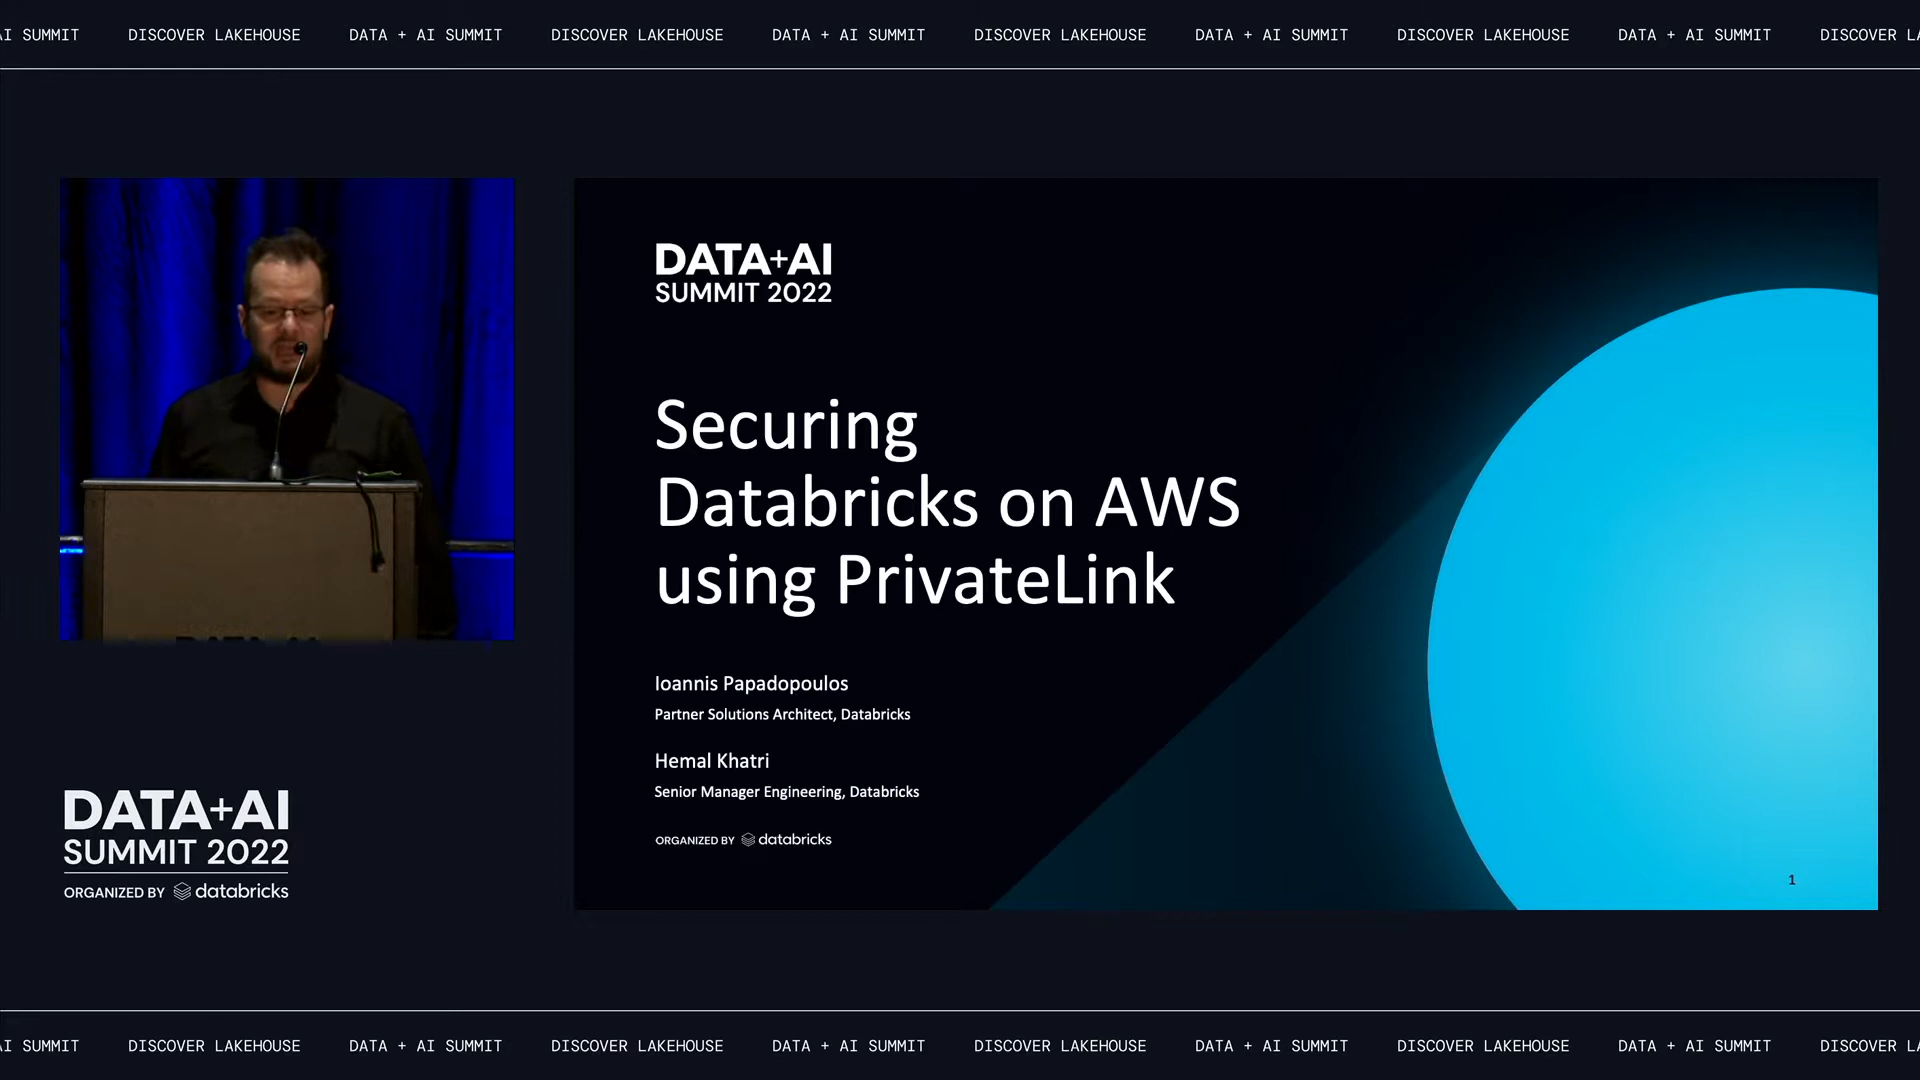 AI SUMMIT DISCOVER LAKEHOUSE DATA + AI SUMMIT DISCOVER LAKEHOUSE DATA + AI SUMMIT DISCOVER LAKEHOUSE DATA + AI SUMMIT DISCOVER LAKEHOUSE DATA + AI SUMMIT DISCOVER LA
DATA+AI
SUMMIT 2022
Securing
Databricks on AWS
using PrivateLink
Ioannis Papadopoulos
Partner Solutions Architect, Databricks
Hemal Khatri
Senior Manager Engineering, Databricks
ORGANIZED BY databricks
1
DATA+AI
SUMMIT 2022
ORGANIZED BY databricks
AI SUMMIT DISCOVER LAKEHOUSE DATA + AI SUMMIT DISCOVER LAKEHOUSE DATA + AI SUMMIT DISCOVER LAKEHOUSE DATA + AI SUMMIT DISCOVER LAKEHOUSE DATA + AI SUMMIT DISCOVER LA